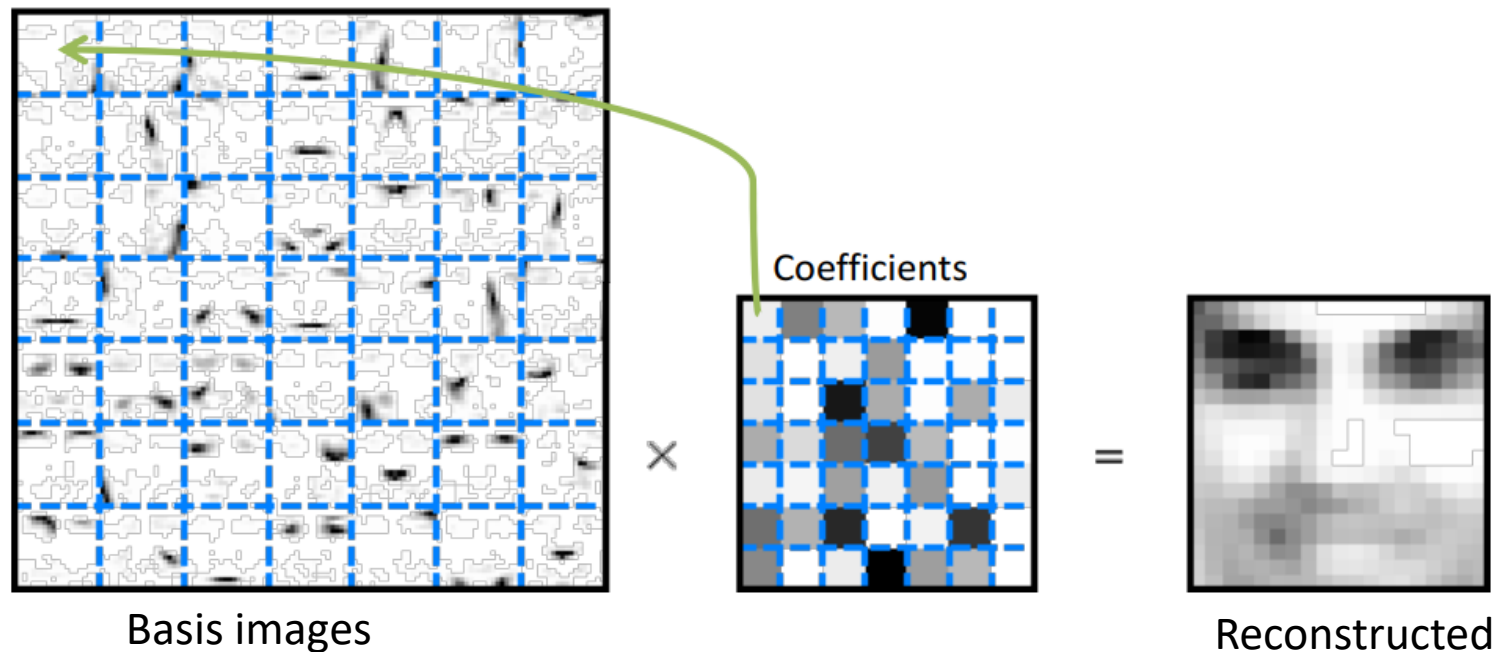 Coefficients
×
=
Basis images
Reconstructed